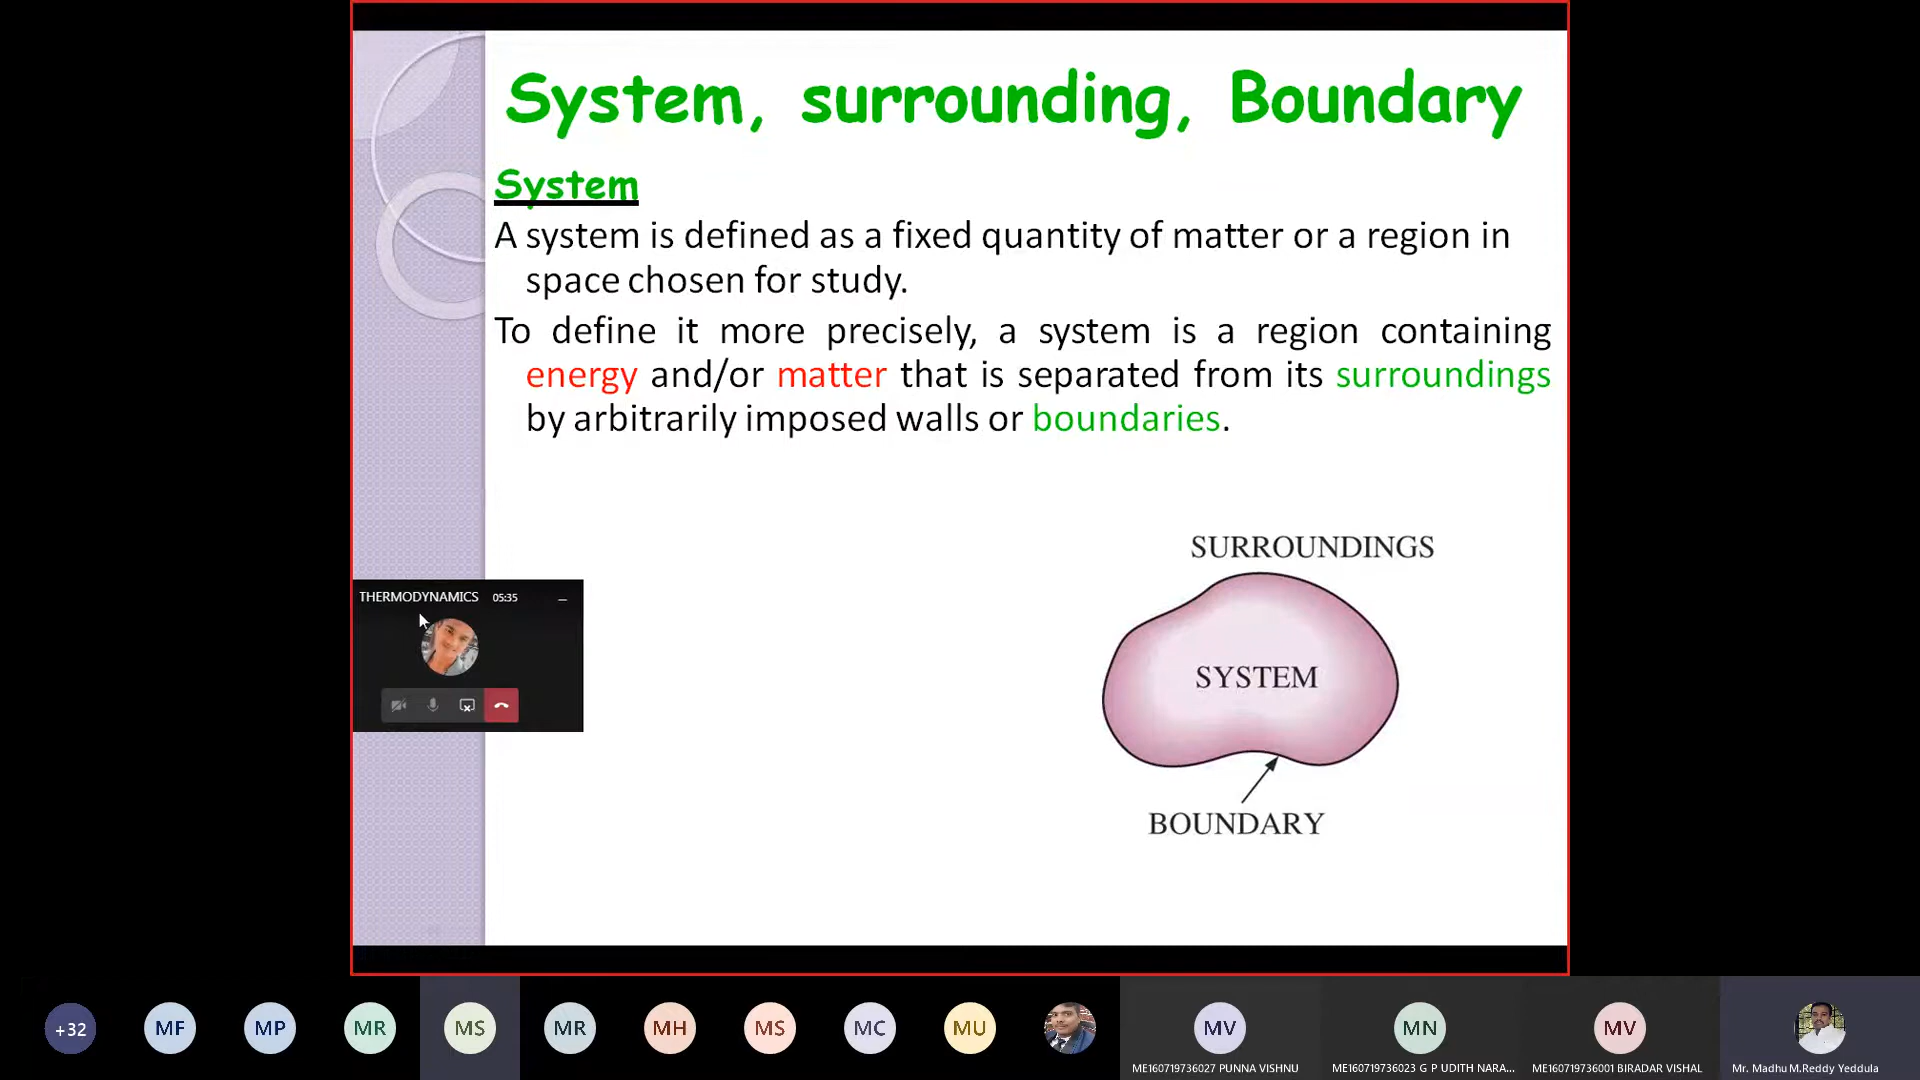 System, surrounding, Boundary
System
A system is defined as a fixed quantity of matter or a region in
space chosen for study.
To define it more precisely, a system is a region containing
energy and/or matter that is separated from its surroundings
by arbitrarily imposed walls or boundaries.
SURROUNDINGS
SYSTEM
BOUNDARY
THERMODYNAMICS 05:35
+32 MF MP MR MS MR MH MS MC MU MV MN MV
ME160719736027 PUNNA VISHNU ME160719736023 G P UDITH NARA... ME160719736001 BIRADAR VISHAL Mr. Madhu M.Reddy Yeddula